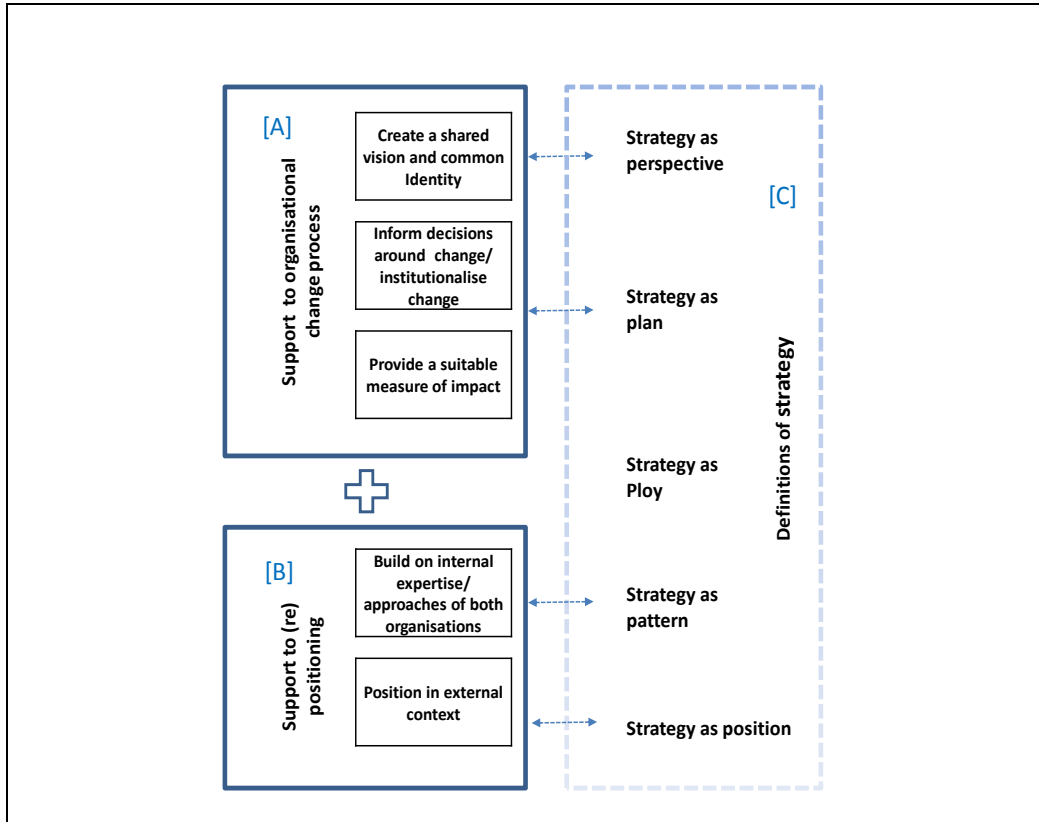 [A]
Support to organisational
change process
Create a shared
vision and common
Identity
Inform decisions
around change/
institutionalise
change
Provide a suitable
measure of impact
[B]
Support to (re)
positioning
Build on internal
expertise/
approaches of both
organisations
Position in external
context
Strategy as
perspective
[C]
Strategy as
plan
Strategy as
Ploy
Strategy as
pattern
Strategy as position
Definitions of strategy